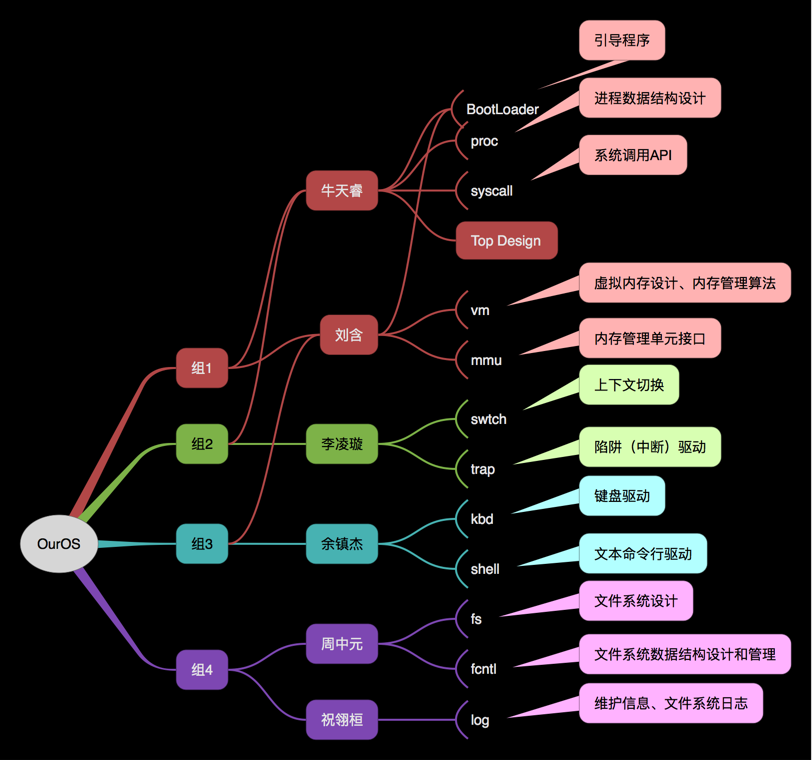 OurOS
组1
牛天睿
BootLoader
引导程序
proc
进程数据结构设计
syscall
系统调用API
Top Design
刘含
vm
虚拟内存设计、内存管理算法
mmu
内存管理单元接口
组2
李凌璇
swtch
上下文切换
trap
陷阱（中断）驱动
组3
余镇杰
kbd
键盘驱动
shell
文本命令行驱动
组4
周中元
fs
文件系统设计
fcntl
文件系统数据结构设计和管理
祝翎桓
log
维护信息、文件系统日志